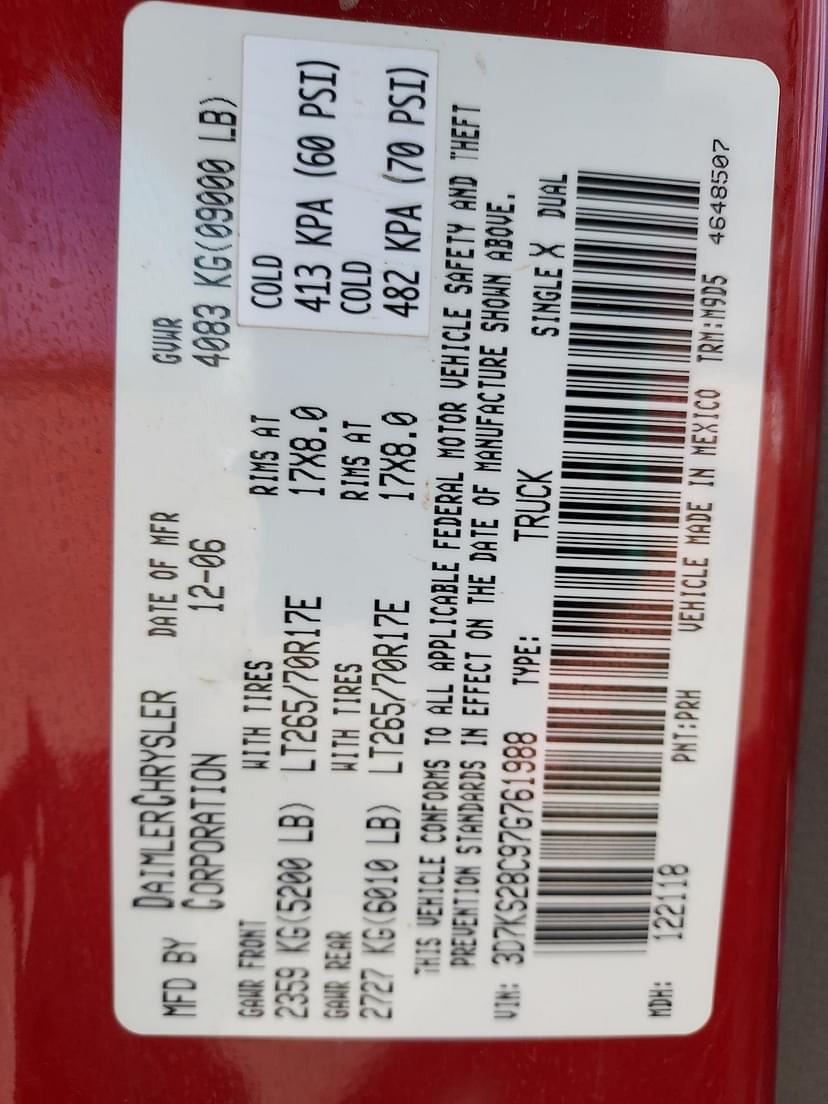 MFD BY DAIMLERCHRYSLER CORPORATION
DATE OF MFR
12-06
GVWR
4083 KG(09000 LB)
GAWR FRONT WITH TIRES RIMS AT COLD
2359 KG(5200 LB) LT265/70R17E 17X8.0 413 KPA (60 PSI)
GAWR REAR WITH TIRES RIMS AT COLD
2727 KG(6010 LB) LT265/70R17E 17X8.0 482 KPA (70 PSI)
THIS VEHICLE CONFORMS TO ALL APPLICABLE FEDERAL MOTOR VEHICLE SAFETY AND THEFT
PREVENTION STANDARDS IN EFFECT ON THE DATE OF MANUFACTURE SHOWN ABOVE.
VIN: 3D7KS28C97G761988 TYPE: TRUCK SINGLE X DUAL
MDH: 122118 PNT:PRH VEHICLE MADE IN MEXICO TRM:M9D5 4648507